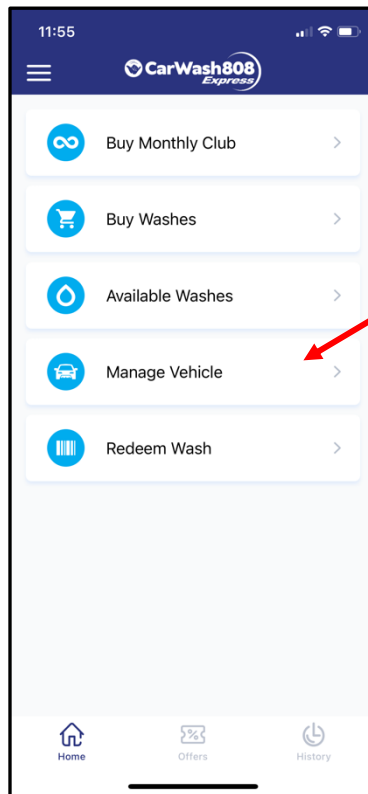 11:55
CarWash808
Express
Buy Monthly Club
Buy Washes
Available Washes
Manage Vehicle
Redeem Wash
Home Offers History